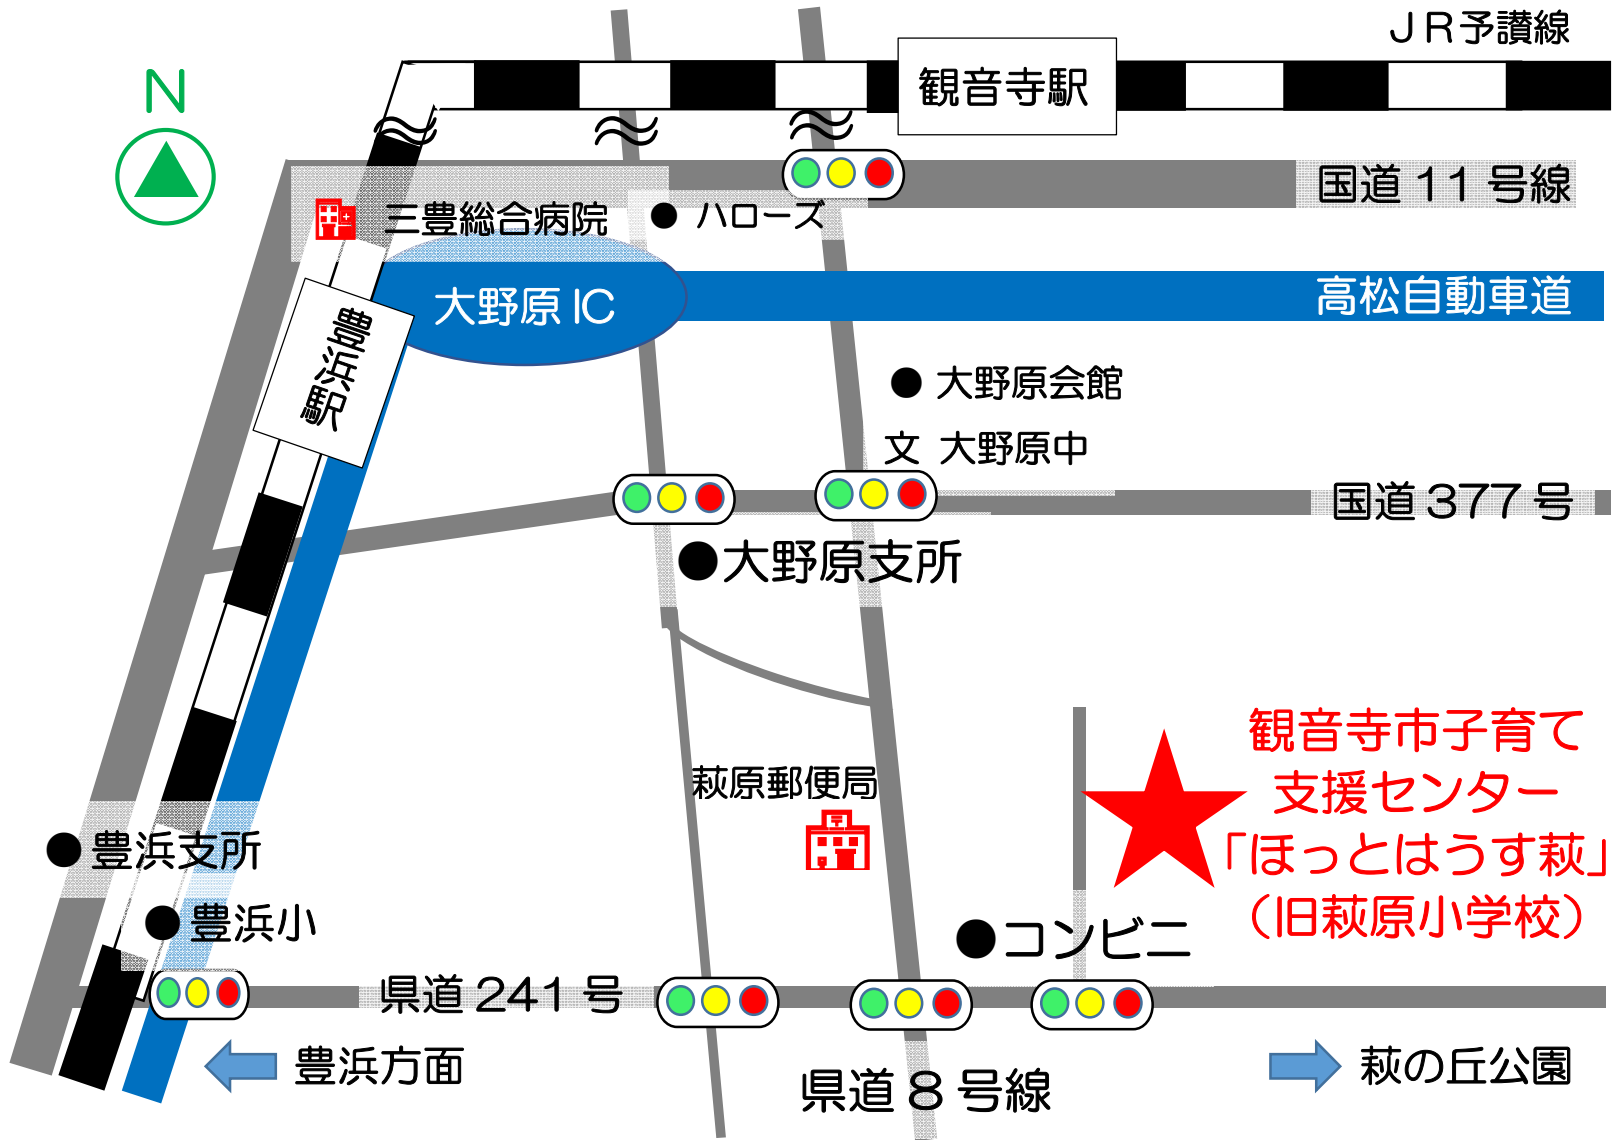 JR予讃線
N
観音寺駅
国道11号線
三豊総合病院
ハローズ
高松自動車道
大野原IC
豊浜駅
大野原会館
文 大野原中
国道377号
大野原支所
観音寺市子育て
支援センター
「ほっとはうす萩」
(旧萩原小学校)
萩原郵便局
豊浜支所
豊浜小
コンビニ
県道241号
豊浜方面
県道8号線
萩の丘公園